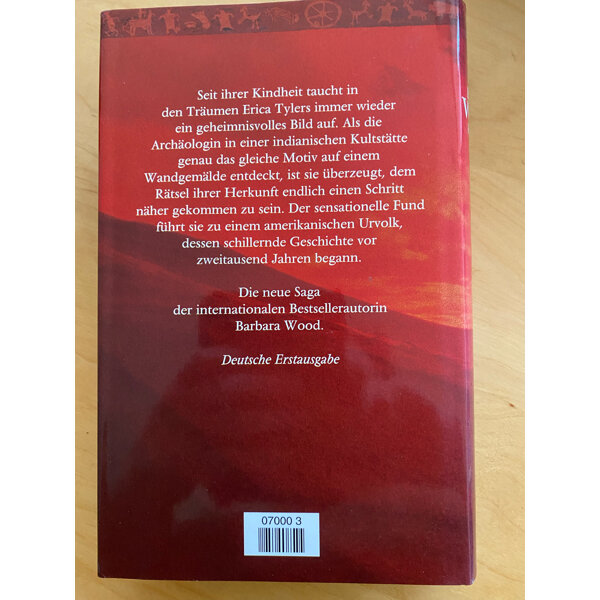 Seit ihrer Kindheit taucht in
den Träumen Erica Tylers immer wieder
ein geheimnisvolles Bild auf. Als die
Archäologin in einer indianischen Kultstätte
genau das gleiche Motiv auf einem
Wandgemälde entdeckt, ist sie überzeugt, dem
Rätsel ihrer Herkunft endlich einen Schritt
näher gekommen zu sein. Der sensationelle Fund
führt sie zu einem amerikanischen Urvolk,
dessen schillernde Geschichte vor
zweitausend Jahren begann.
Die neue Saga
der internationalen Bestsellerautorin
Barbara Wood.
Deutsche Erstausgabe
07000 3